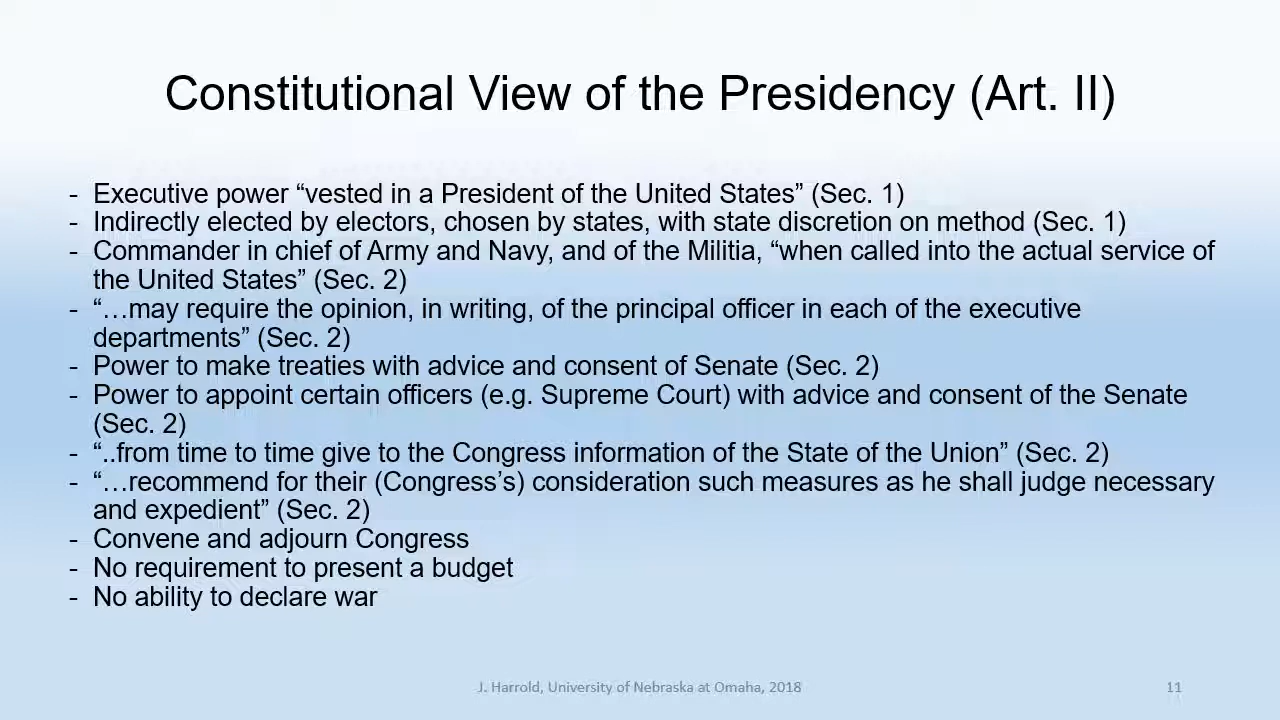 Constitutional View of the Presidency (Art. II)
- Executive power “vested in a President of the United States” (Sec. 1)
- Indirectly elected by electors, chosen by states, with state discretion on method (Sec. 1)
- Commander in chief of Army and Navy, and of the Militia, “when called into the actual service of
the United States” (Sec. 2)
- “…may require the opinion, in writing, of the principal officer in each of the executive
departments” (Sec. 2)
- Power to make treaties with advice and consent of Senate (Sec. 2)
- Power to appoint certain officers (e.g. Supreme Court) with advice and consent of the Senate
(Sec. 2)
- “..from time to time give to the Congress information of the State of the Union” (Sec. 2)
- “…recommend for their (Congress’s) consideration such measures as he shall judge necessary
and expedient” (Sec. 2)
- Convene and adjourn Congress
- No requirement to present a budget
- No ability to declare war
J. Harrold, University of Nebraska at Omaha, 2018
11